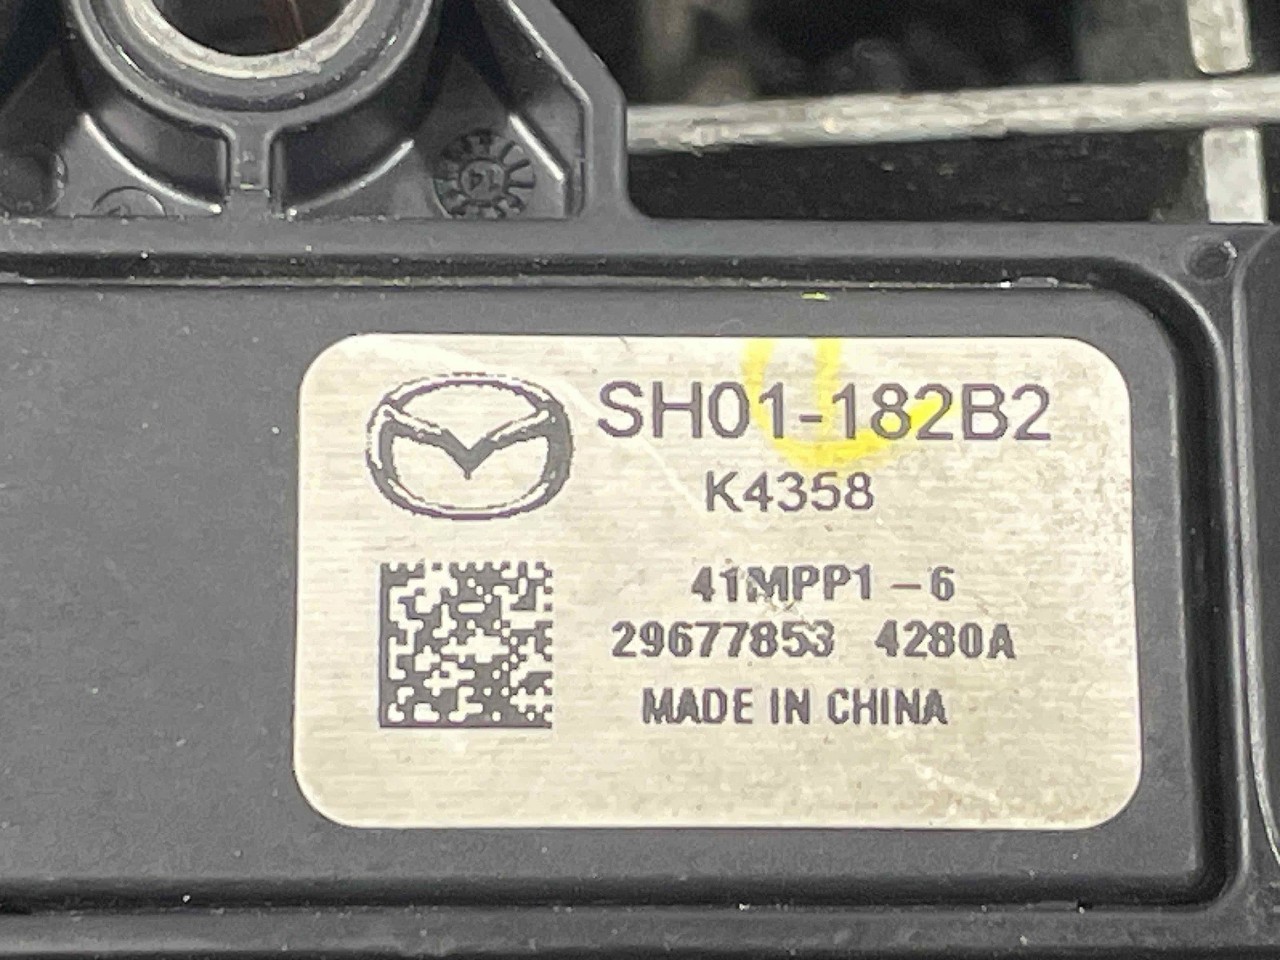 SH01-182B2
K4358
41MPP1-6
29677853 4280A
MADE IN CHINA